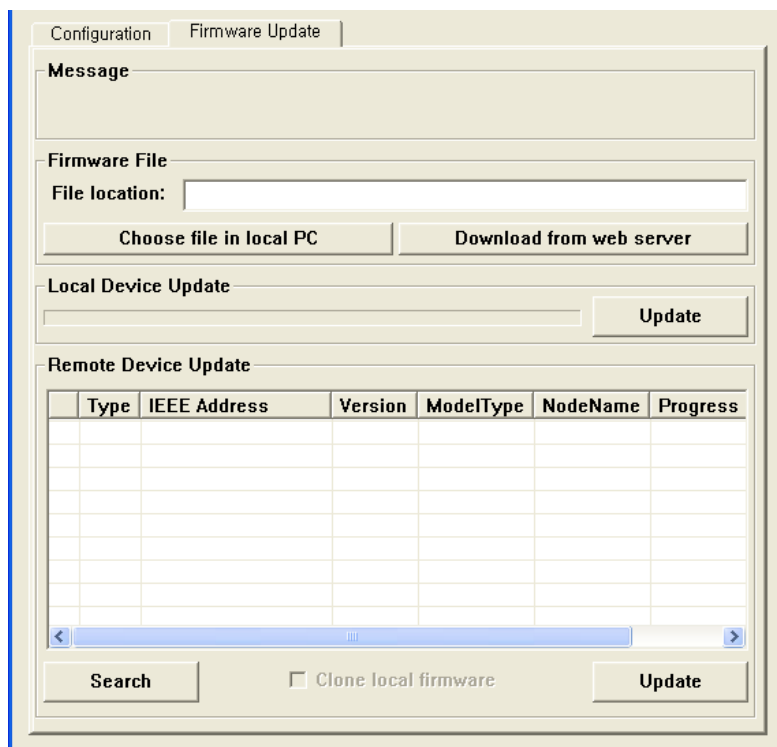 Configuration Firmware Update
Message
Firmware File
File location:
Choose file in local PC Download from web server
Local Device Update
Update
Remote Device Update
Type IEEE Address Version ModelType NodeName Progress
Search Clone local firmware Update